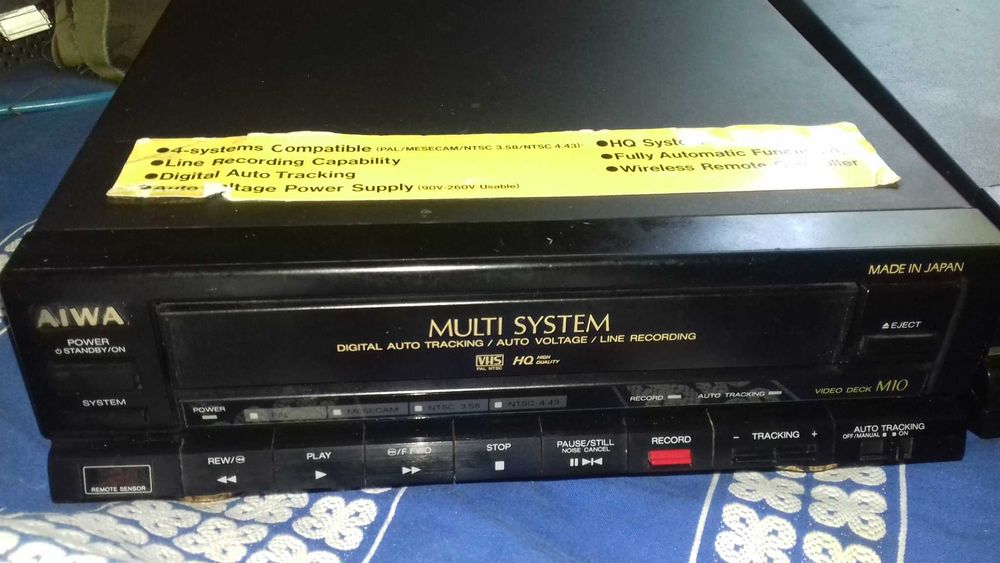 ●4-systems Compatible (PAL/MESECAM/NTSC 3.58/NTSC 4.43)
●Line Recording Capability
●Digital Auto Tracking
Power Supply (90V-260V Usable)
●HQ
●Fully Automatic
●Wireless Remote
MADE IN JAPAN
AIWA
POWER
STANDBY/ON
SYSTEM
MULTI SYSTEM
DIGITAL AUTO TRACKING / AUTO VOLTAGE / LINE RECORDING
VHS
PAL NTSC
HQ HIGH QUALITY
▲EJECT
VIDEO DECK M10
POWER
PAL
MESECAM
NTSC 3.58
NTSC 4.43
RECORD
AUTO TRACKING
REMOTE SENSOR
REW/
PLAY
/F FWD
STOP
PAUSE/STILL
NOISE CANCEL
RECORD
− TRACKING +
AUTO TRACKING
OFF/MANUAL ON